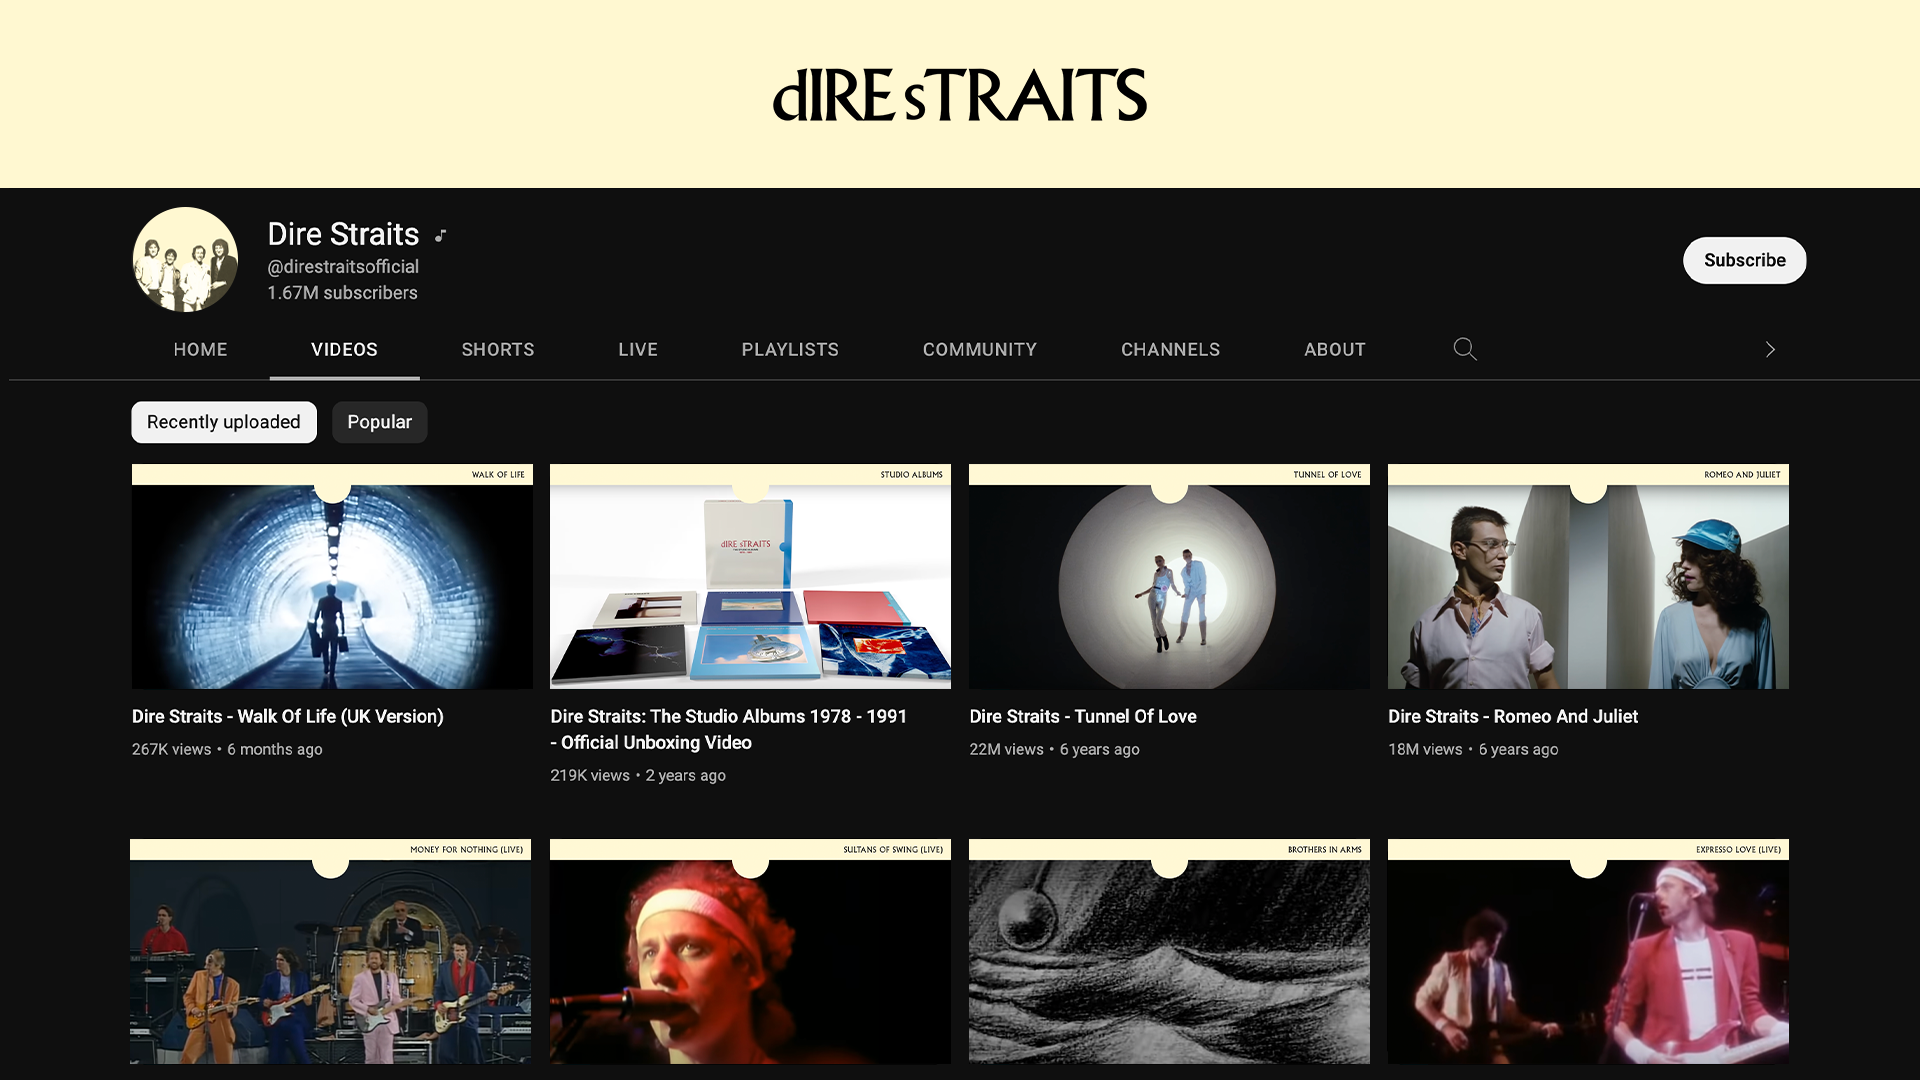 dIRE sTRAITS
Dire Straits
@direstraitsofficial
1.67M subscribers
Subscribe
HOME
VIDEOS
SHORTS
LIVE
PLAYLISTS
COMMUNITY
CHANNELS
ABOUT
Recently uploaded
Popular
WALK OF LIFE
STUDIO ALBUMS
TUNNEL OF LOVE
ROMEO AND JULIET
dIRE sTRAITS
Dire Straits - Walk Of Life (UK Version)
267K views • 6 months ago
Dire Straits: The Studio Albums 1978 - 1991
- Official Unboxing Video
219K views • 2 years ago
Dire Straits - Tunnel Of Love
22M views • 6 years ago
Dire Straits - Romeo And Juliet
18M views • 6 years ago
MONEY FOR NOTHING (LIVE)
SULTANS OF SWING (LIVE)
BROTHERS IN ARMS
EXPRESSO LOVE (LIVE)